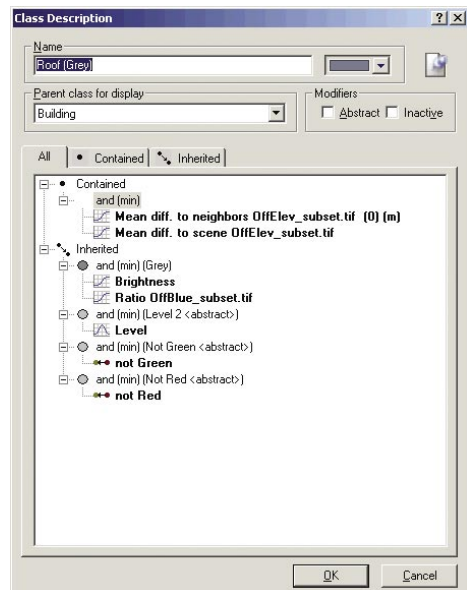 Class Description
Name
Roof (Grey)
Parent class for display
Modifiers
Building
Abstract
Inactive
All
Contained
Inherited
Contained
and (min)
Mean diff. to neighbors OffElev_subset.tif (0) (m)
Mean diff. to scene OffElev_subset.tif
Inherited
and (min) (Grey)
Brightness
Ratio OffBlue_subset.tif
and (min) (Level 2 <abstract>)
Level
and (min) (Not Green <abstract>)
not Green
and (min) (Not Red <abstract>)
not Red
OK
Cancel